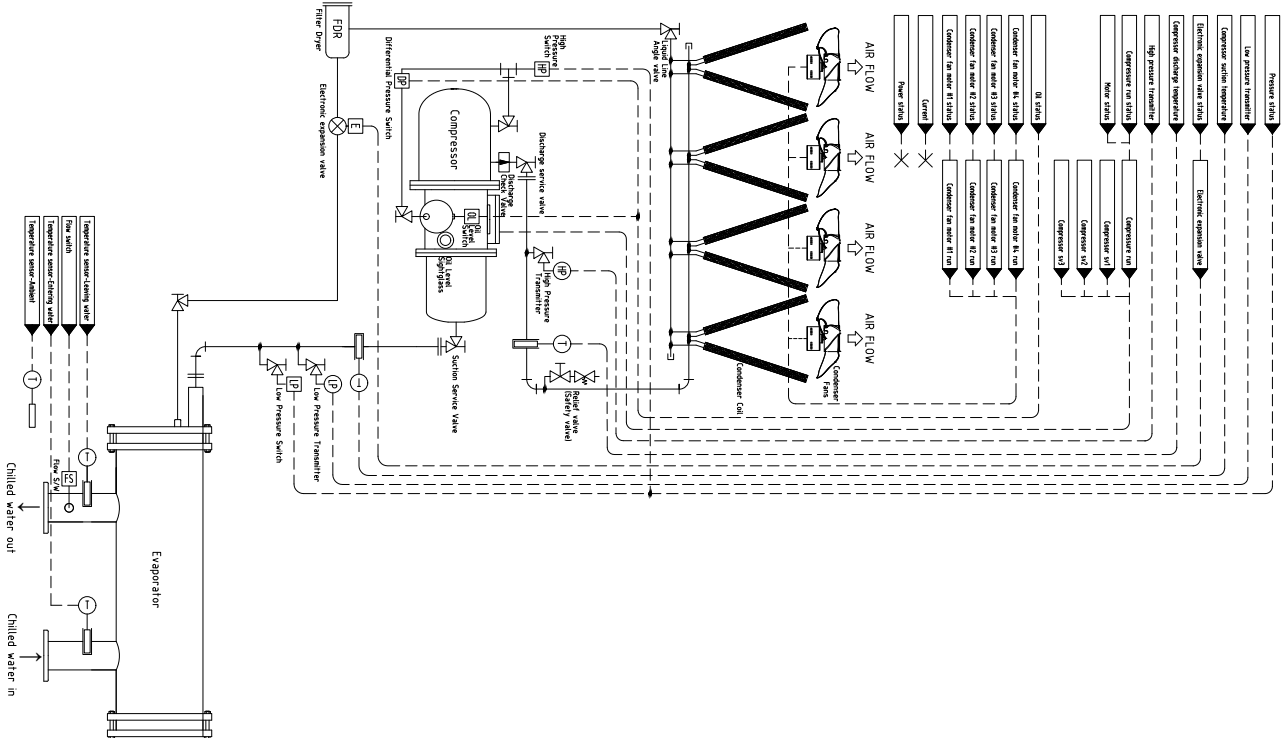 Pressure status
Low pressure transmitter
Compressor suction temperature
Electronic expansion valve status
Compressor discharge temperature
High pressure transmitter
Compressure run status
Motor status
Oil status
Condenser fan motor #4 status
Condenser fan motor #3 status
Condenser fan motor #2 status
Condenser fan motor #1 status
Current
Power status
Electronic expansion valve
Compressure run
Compressor sv1
Compressor sv2
Compressor sv3
Condenser fan motor #4 run
Condenser fan motor #3 run
Condenser fan motor #2 run
Condenser fan motor #1 run
AIR FLOW
AIR FLOW
AIR FLOW
AIR FLOW
Condenser
Fans
Condenser Coil
Liquid Line
Angle valve
High
Pressure
Switch
HP
Relief valve
(Safety valve)
Discharge service valve
HP
High Pressure
Transmitter
T
Discharge
Check Valve
OL
Oil
Level
Switch
Oil Level
Sightglass
Compressor
Suction Service Valve
DP
Differential Pressure Switch
E
Electronic expansion valve
FDR
Filter Dryer
T
LP
Low Pressure Transmitter
LP
Low Pressure Switch
Evaporator
Temperature sensor-Leaving water
Flow switch
Temperature sensor-Entering water
Temperature sensor-Ambient
T
T
FS
Flow S/W
T
Chilled water out
Chilled water in